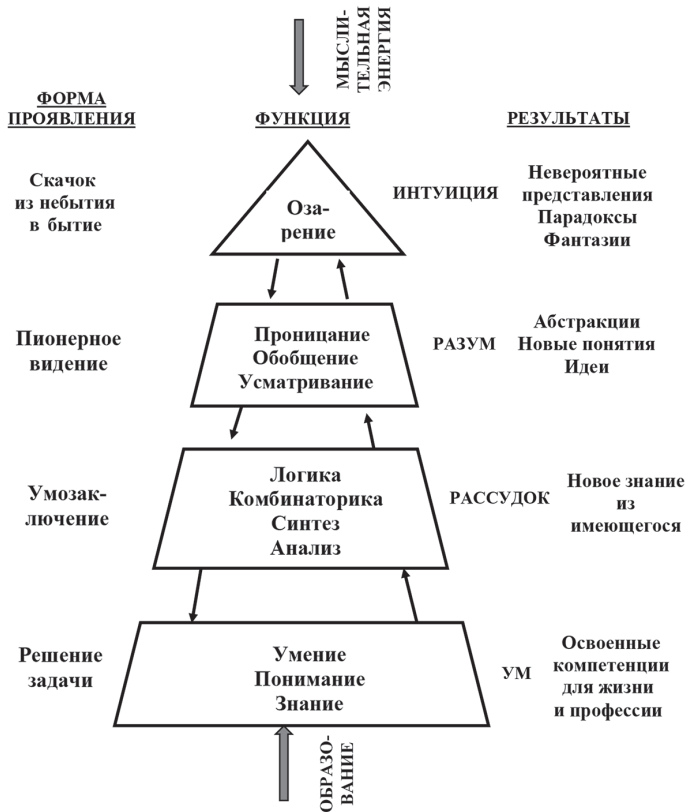 МЫСЛИ-
ТЕЛЬНАЯ
ЭНЕРГИЯ
ФОРМА
ПРОЯВЛЕНИЯ
ФУНКЦИЯ
РЕЗУЛЬТАТЫ
Скачок
из небытия
в бытие
Оза-
рение
ИНТУИЦИЯ
Невероятные
представления
Парадоксы
Фантазии
Пионерное
видение
Проницание
Обобщение
Усматривание
РАЗУМ
Абстракции
Новые понятия
Идеи
Умозак-
лючение
Логика
Комбинаторика
Синтез
Анализ
РАССУДОК
Новое знание
из
имеющегося
Решение
задачи
Умение
Понимание
Знание
УМ
Освоенные
компетенции
для жизни
и профессии
ОБРАЗО-
ВАНИЕ